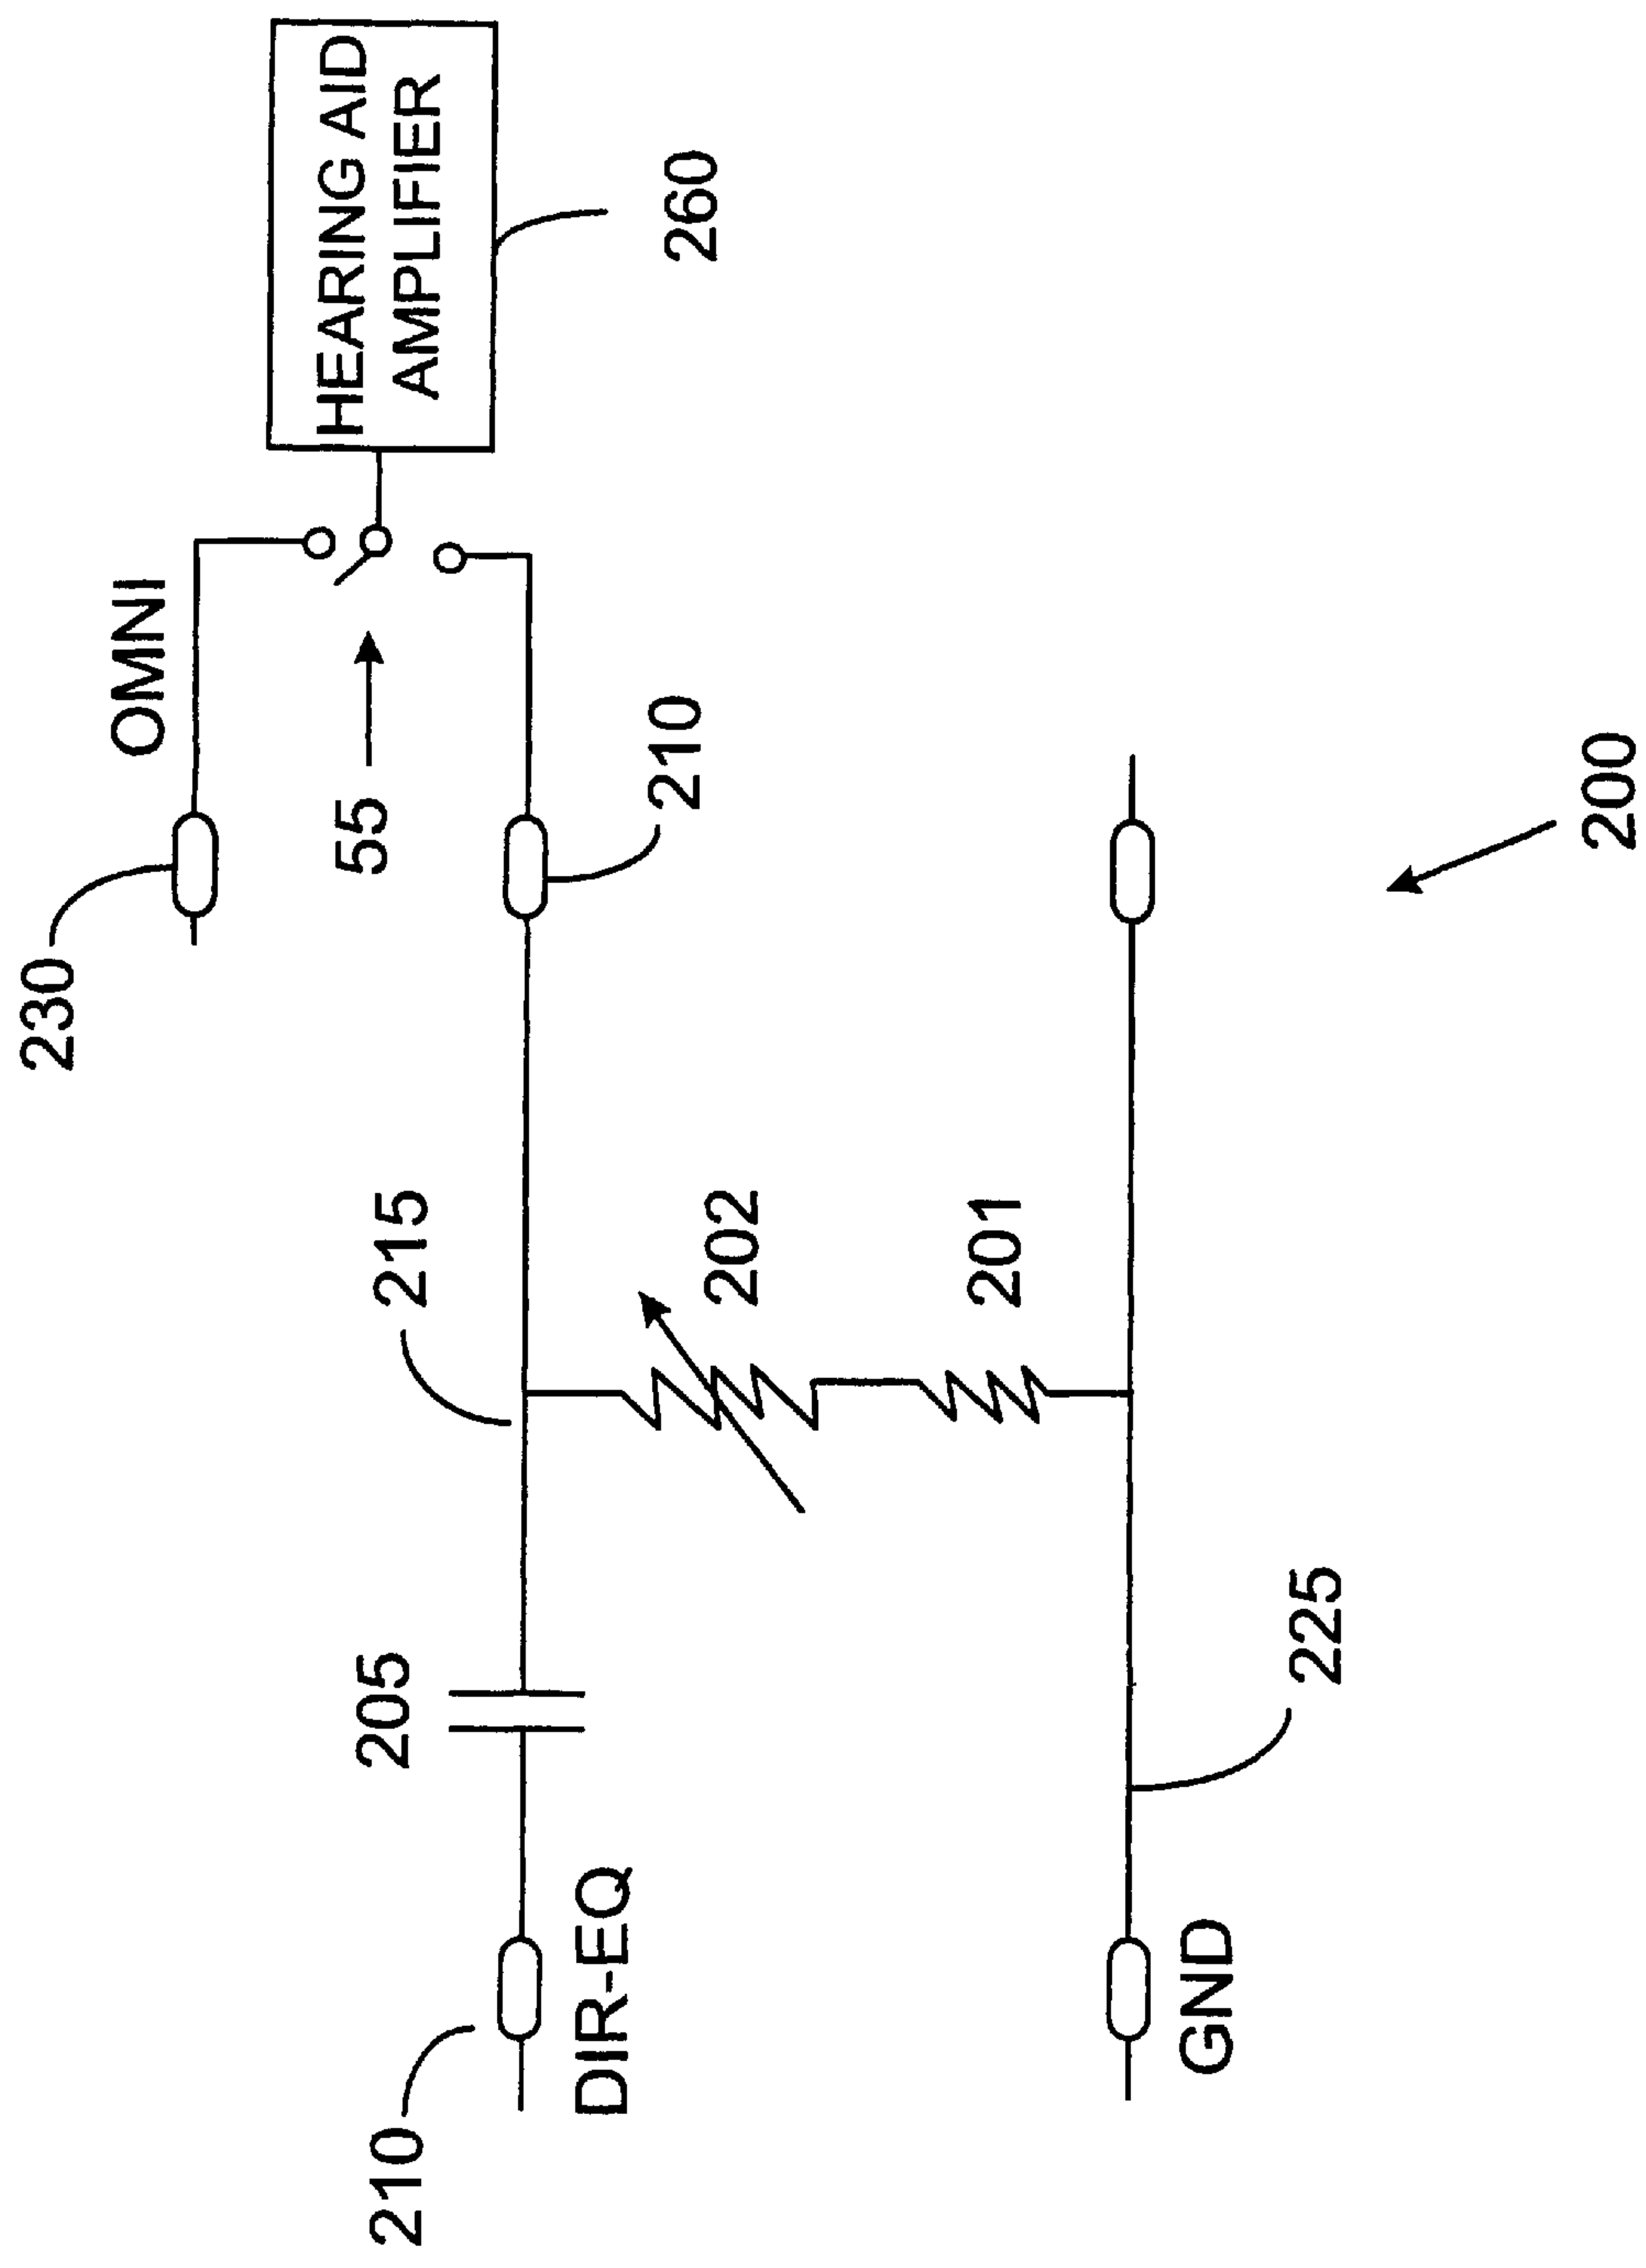 230
OMNI
HEARING AID
AMPLIFIER
55
260
205
215
210
210
DIR-EQ
202
201
GND
225
200